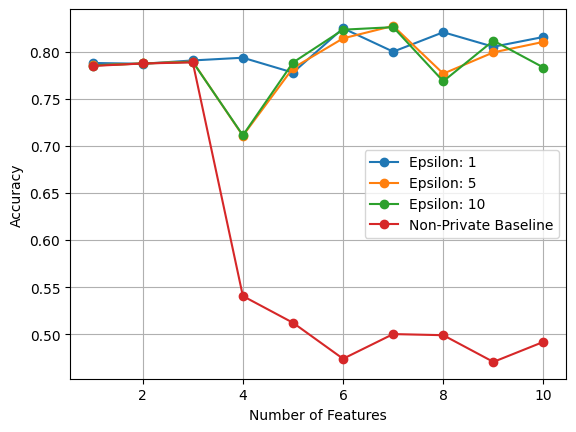 0.80
0.75
0.70
0.65
0.60
0.55
0.50
Accuracy
Epsilon: 1
Epsilon: 5
Epsilon: 10
Non-Private Baseline
2 4 6 8 10
Number of Features